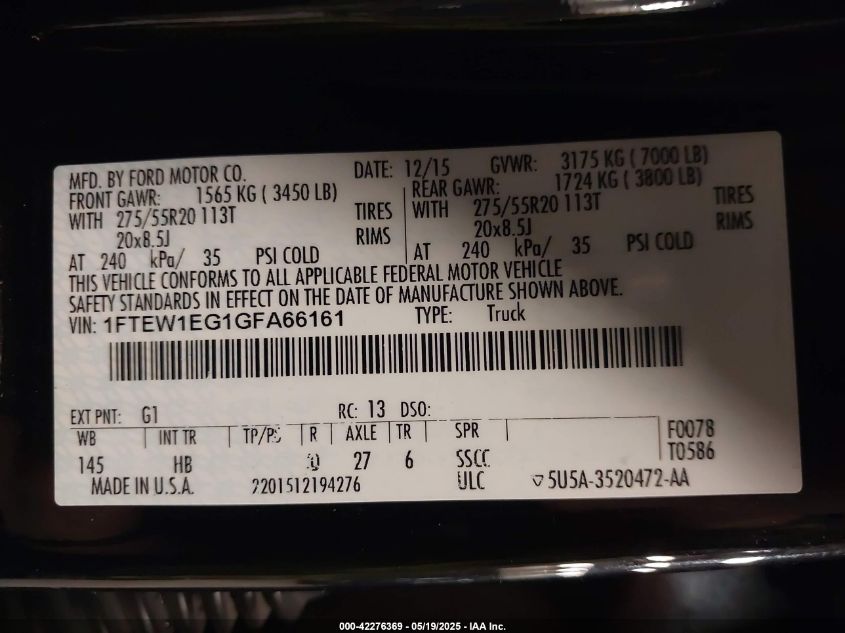 MFD. BY FORD MOTOR CO. DATE: 12/15 GVWR: 3175 KG ( 7000 LB)
FRONT GAWR: 1565 KG ( 3450 LB) REAR GAWR: 1724 KG ( 3800 LB)
WITH 275/55R20 113T TIRES WITH 275/55R20 113T TIRES
20x8.5J RIMS 20x8.5J RIMS
AT 240 kPa/ 35 PSI COLD AT 240 kPa/ 35 PSI COLD
THIS VEHICLE CONFORMS TO ALL APPLICABLE FEDERAL MOTOR VEHICLE
SAFETY STANDARDS IN EFFECT ON THE DATE OF MANUFACTURE SHOWN ABOVE.
VIN: 1FTEW1EG1GFA66161 TYPE: Truck
EXT PNT: G1 RC: 13 DSO:
WB INT TR TP/PS R AXLE TR SPR F0078
145 HB 27 6 SSCC T0586
MADE IN U.S.A. 2201512194276 ULC 5U5A-3520472-AA
000-42276369 - 05/19/2025 - IAA Inc.